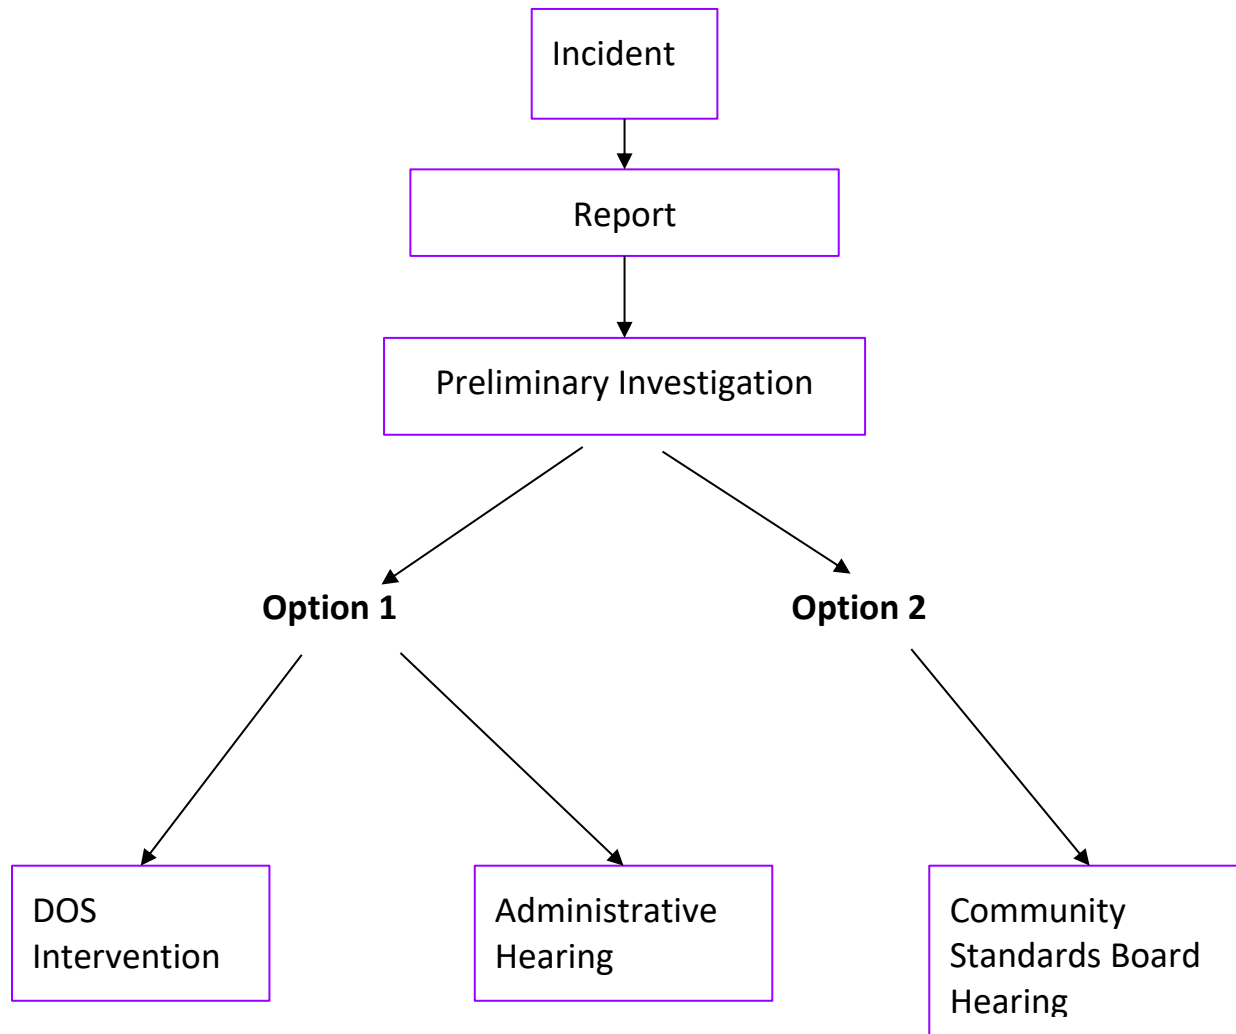 Incident
Report
Preliminary Investigation
Option 1
Option 2
DOS
Intervention
Administrative
Hearing
Community
Standards Board
Hearing